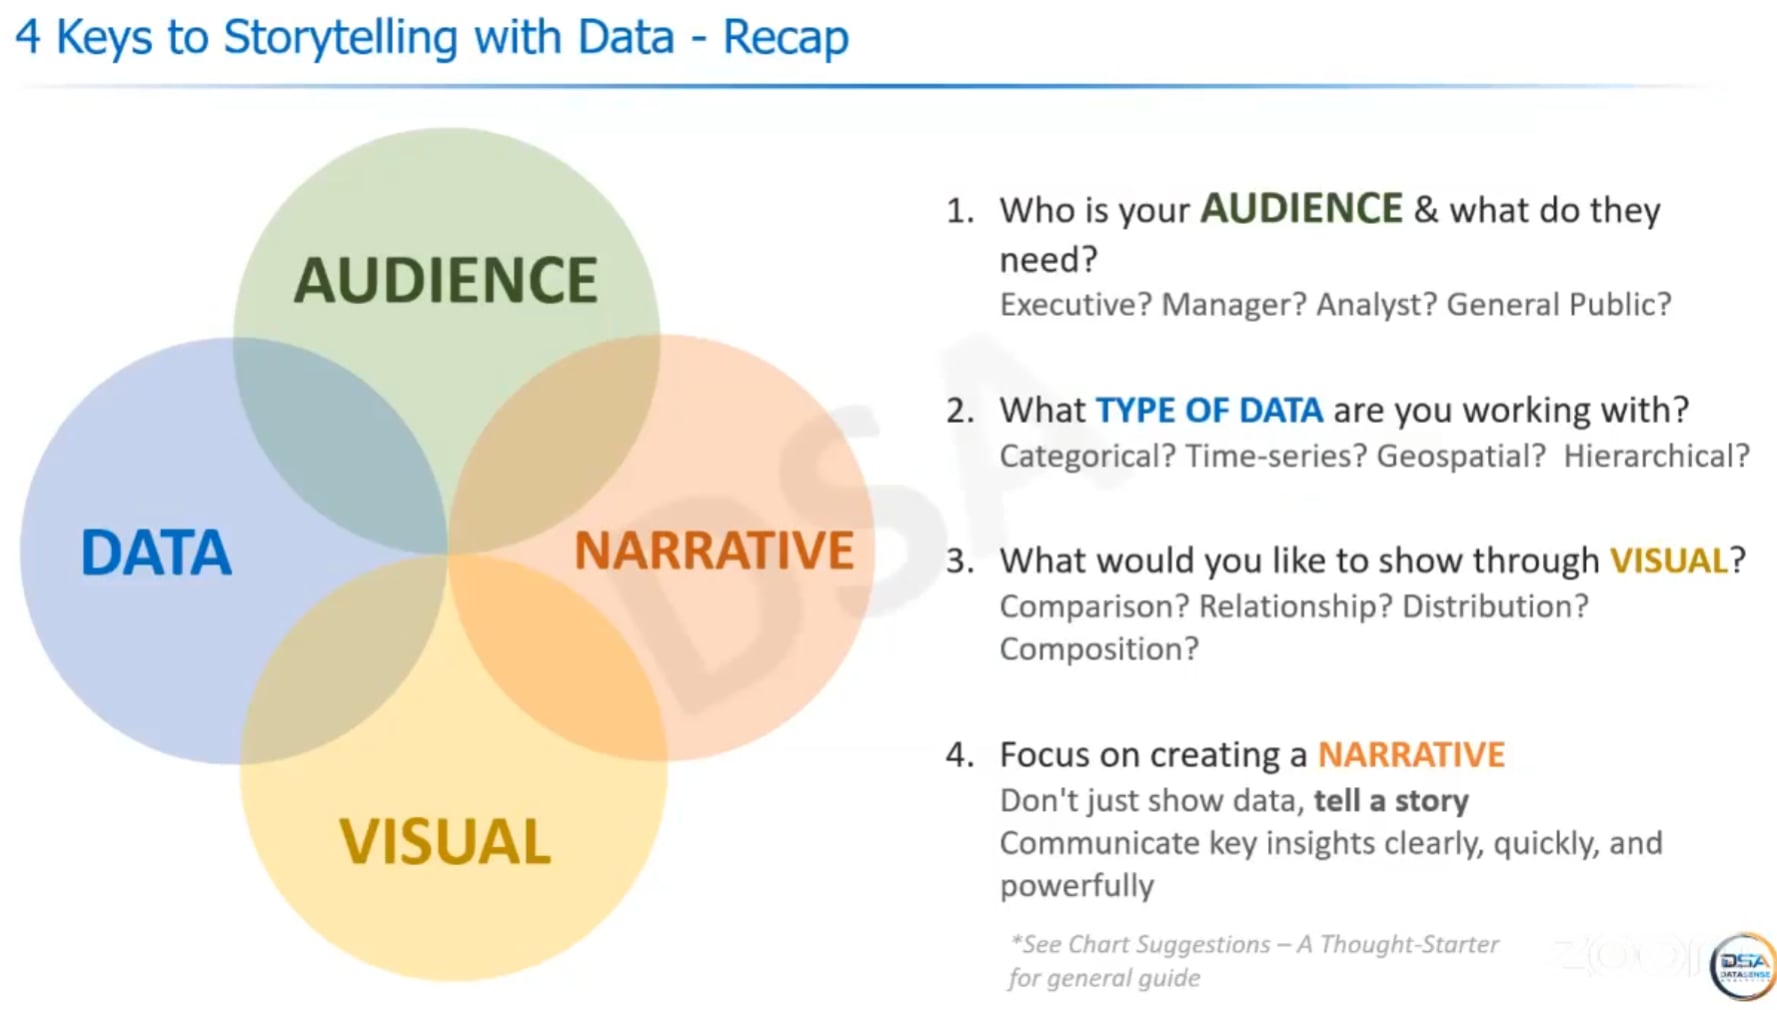 4 Keys to Storytelling with Data - Recap
AUDIENCE
DATA
NARRATIVE
VISUAL
1. Who is your AUDIENCE & what do they
need?
Executive? Manager? Analyst? General Public?
2. What TYPE OF DATA are you working with?
Categorical? Time-series? Geospatial? Hierarchical?
3. What would you like to show through VISUAL?
Comparison? Relationship? Distribution?
Composition?
4. Focus on creating a NARRATIVE
Don't just show data, tell a story
Communicate key insights clearly, quickly, and
powerfully
*See Chart Suggestions – A Thought-Starter
for general guide
DSA
zoom
DSA
DATASENSE
ANALYTICS